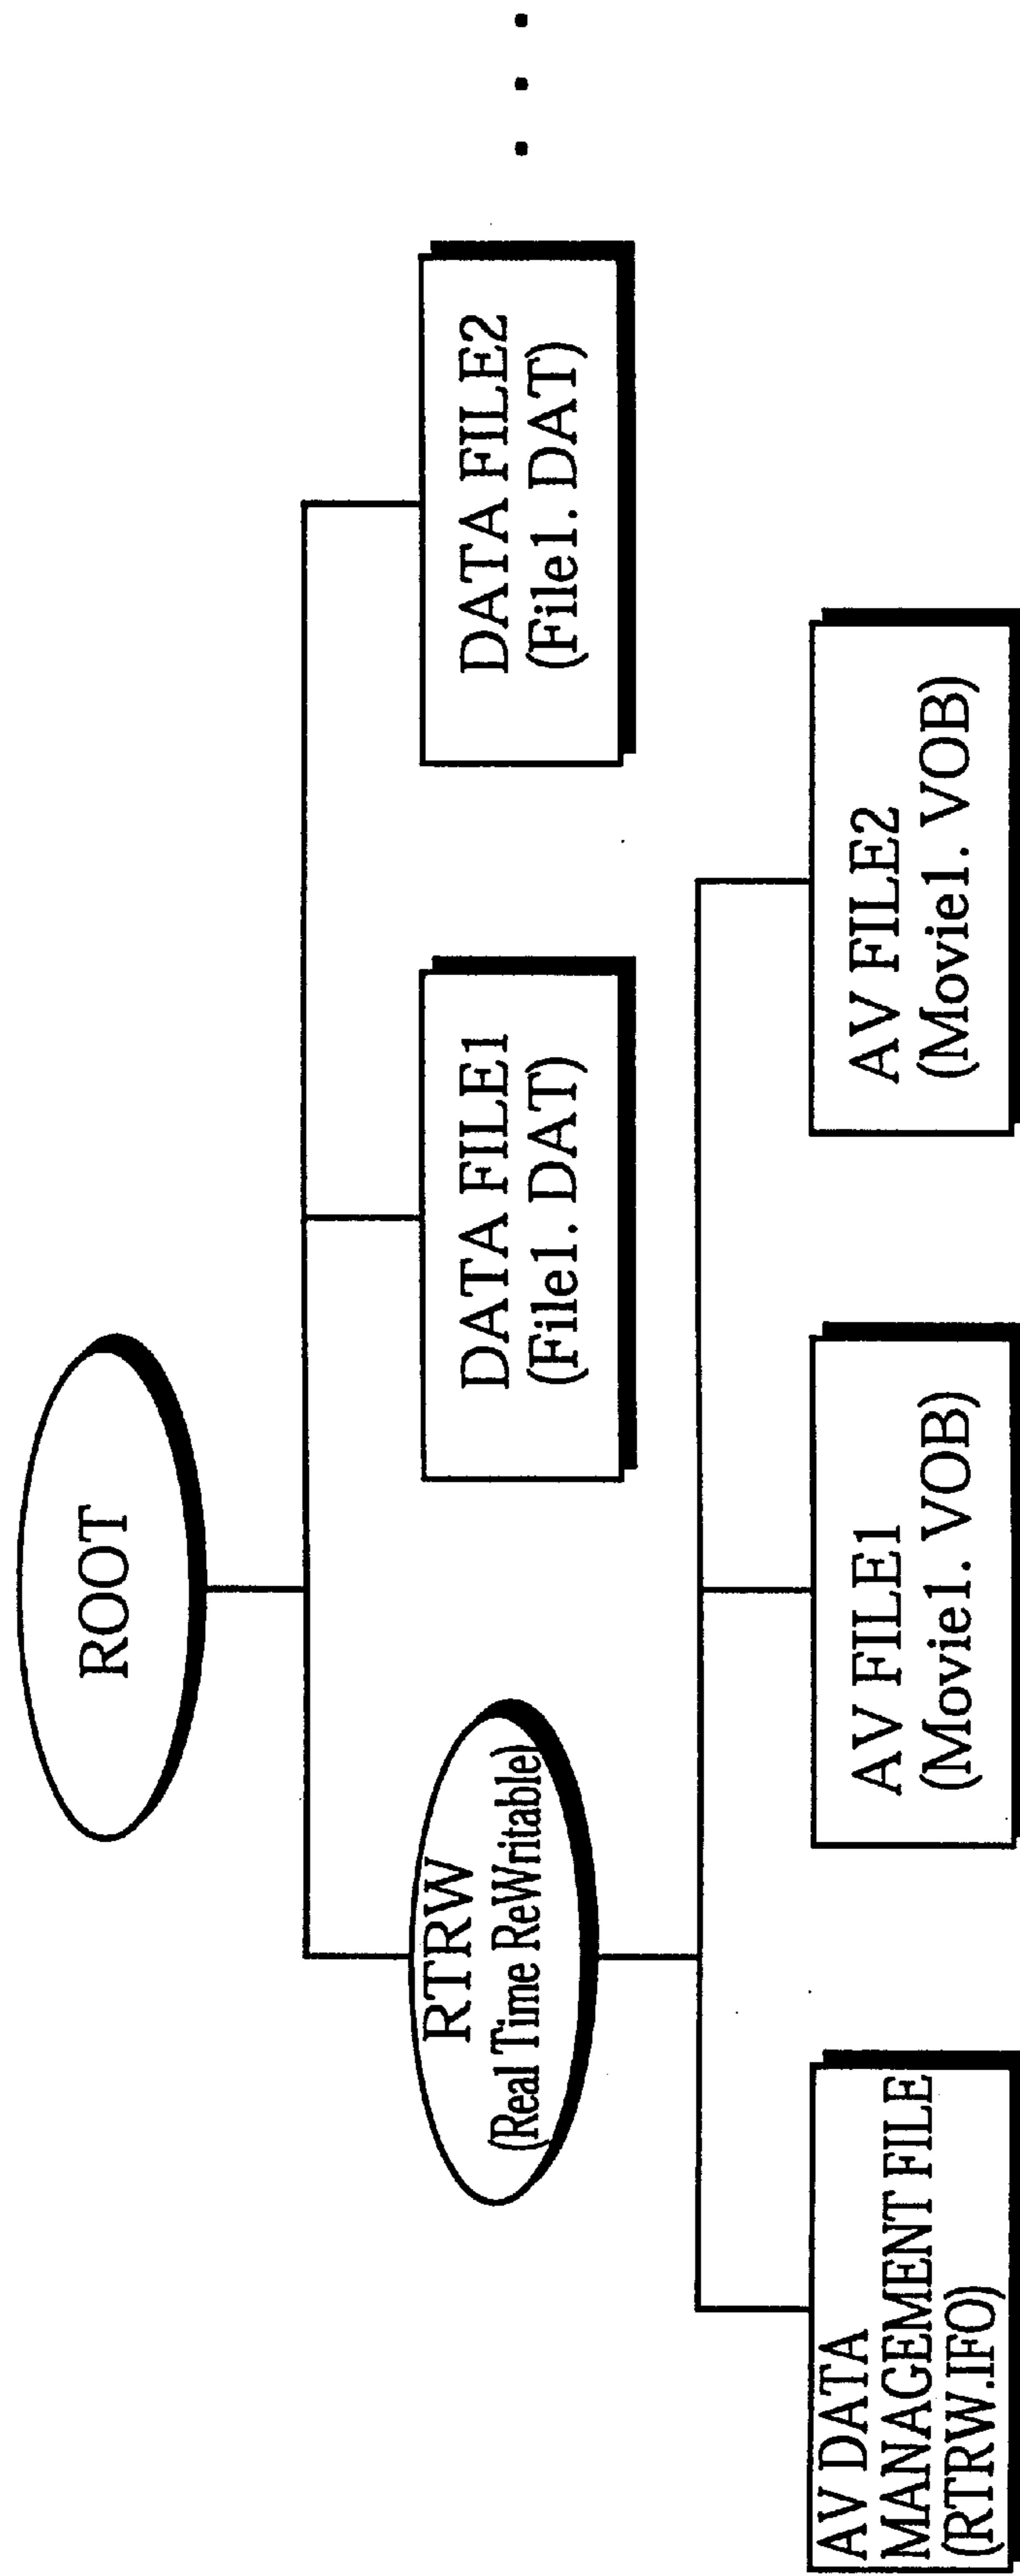 ROOT
RTRW
(Real Time ReWritable)
DATA FILE1
(File1. DAT)
DATA FILE2
(File1. DAT)
. . .
AV DATA
MANAGEMENT FILE
(RTRW.IFO)
AV FILE1
(Movie1. VOB)
AV FILE2
(Movie1. VOB)